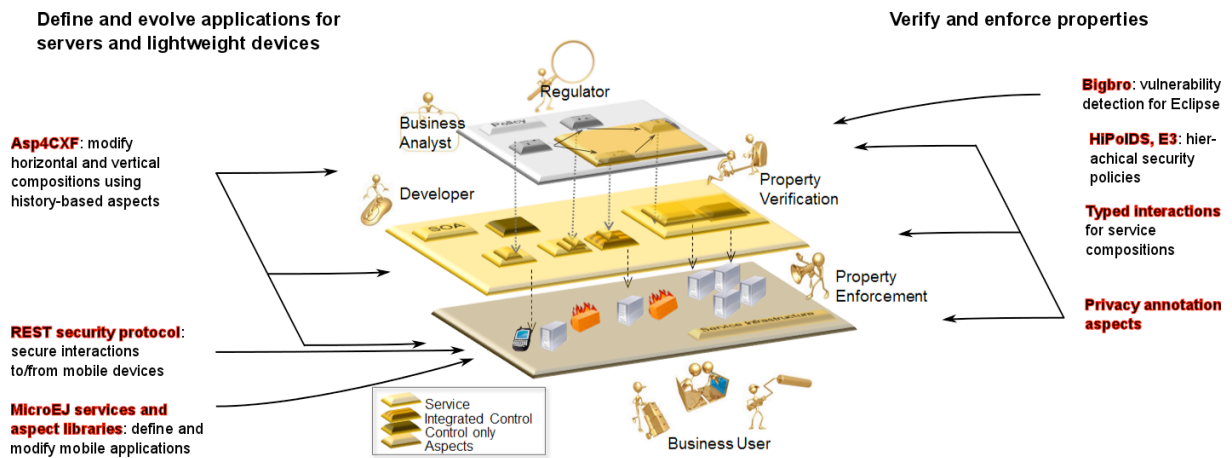 Define and evolve applications for
servers and lightweight devices
Verify and enforce properties
Regulator
Business
Analyst
Policy
Developer
Property
Verification
SOA
Property
Enforcement
Service Infrastructure
Asp4CXF: modify
horizontal and vertical
compositions using
history-based aspects
REST security protocol:
secure interactions
to/from mobile devices
MicroEJ services and
aspect libraries: define and
modify mobile applications
Bigbro: vulnerability
detection for Eclipse
HiPoIDS, E3: hier-
achical security
policies
Typed interactions
for service
compositions
Privacy annotation
aspects
Service
Integrated Control
Control only
Aspects
Business User